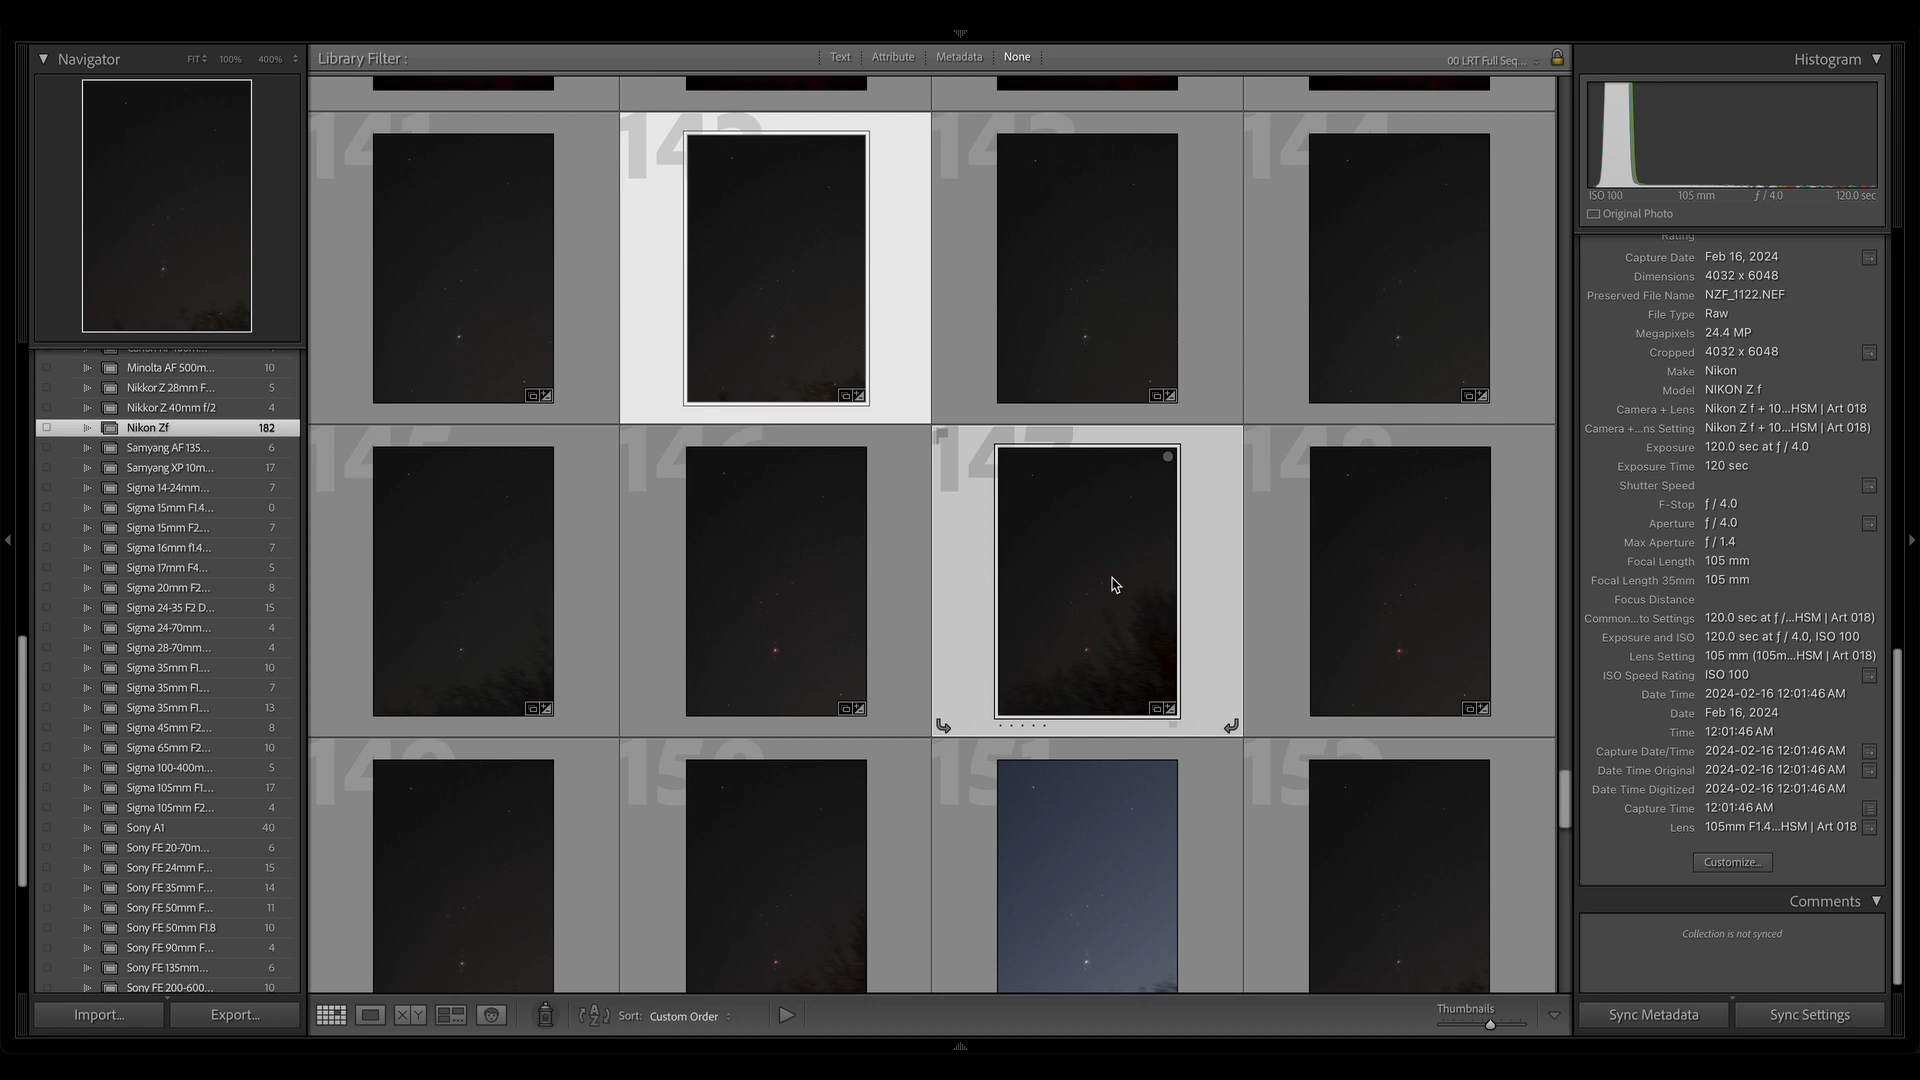 Navigator
FIT
100%
400%
Library Filter :
Text
Attribute
Metadata
None
00 LRT Full Seq...
Histogram
ISO 100
105 mm
ƒ / 4.0
120.0 sec
Original Photo
141
142
143
144
145
146
147
148
149
150
151
152
Minolta AF 500m...
10
Nikkor Z 28mm F...
5
Nikkor Z 40mm f/2
4
Nikon Zf
182
Samyang AF 135...
6
Samyang XP 10m...
17
Sigma 14-24mm...
7
Sigma 15mm F1.4...
0
Sigma 15mm F2....
7
Sigma 16mm f1.4...
7
Sigma 17mm F4...
5
Sigma 20mm F2...
8
Sigma 24-35 F2 D...
15
Sigma 24-70mm...
4
Sigma 28-70mm...
4
Sigma 35mm F1....
10
Sigma 35mm F1....
7
Sigma 35mm F1....
13
Sigma 45mm F2...
8
Sigma 65mm F2...
10
Sigma 100-400m...
5
Sigma 105mm F1...
17
Sigma 105mm F2...
4
Sony A1
40
Sony FE 20-70m...
6
Sony FE 24mm F...
15
Sony FE 35mm F...
14
Sony FE 50mm F...
11
Sony FE 50mm F1.8
10
Sony FE 90mm F...
4
Sony FE 135mm...
6
Sony FE 200-600...
10
Import...
Export...
Sort:
Custom Order
Thumbnails
Rating
Capture Date Feb 16, 2024
Dimensions 4032 x 6048
Preserved File Name NZF_1122.NEF
File Type Raw
Megapixels 24.4 MP
Cropped 4032 x 6048
Make Nikon
Model NIKON Z f
Camera + Lens Nikon Z f + 10...HSM | Art 018
Camera +...ns Setting Nikon Z f + 10...HSM | Art 018)
Exposure 120.0 sec at ƒ / 4.0
Exposure Time 120 sec
Shutter Speed
F-Stop ƒ / 4.0
Aperture ƒ / 4.0
Max Aperture ƒ / 1.4
Focal Length 105 mm
Focal Length 35mm 105 mm
Focus Distance
Common...to Settings 120.0 sec at ƒ /...HSM | Art 018)
Exposure and ISO 120.0 sec at ƒ / 4.0, ISO 100
Lens Setting 105 mm (105m...HSM | Art 018)
ISO Speed Rating ISO 100
Date Time 2024-02-16 12:01:46 AM
Date Feb 16, 2024
Time 12:01:46 AM
Capture Date/Time 2024-02-16 12:01:46 AM
Date Time Original 2024-02-16 12:01:46 AM
Date Time Digitized 2024-02-16 12:01:46 AM
Capture Time 12:01:46 AM
Lens 105mm F1.4...HSM | Art 018
Customize...
Comments
Collection is not synced
Sync Metadata
Sync Settings